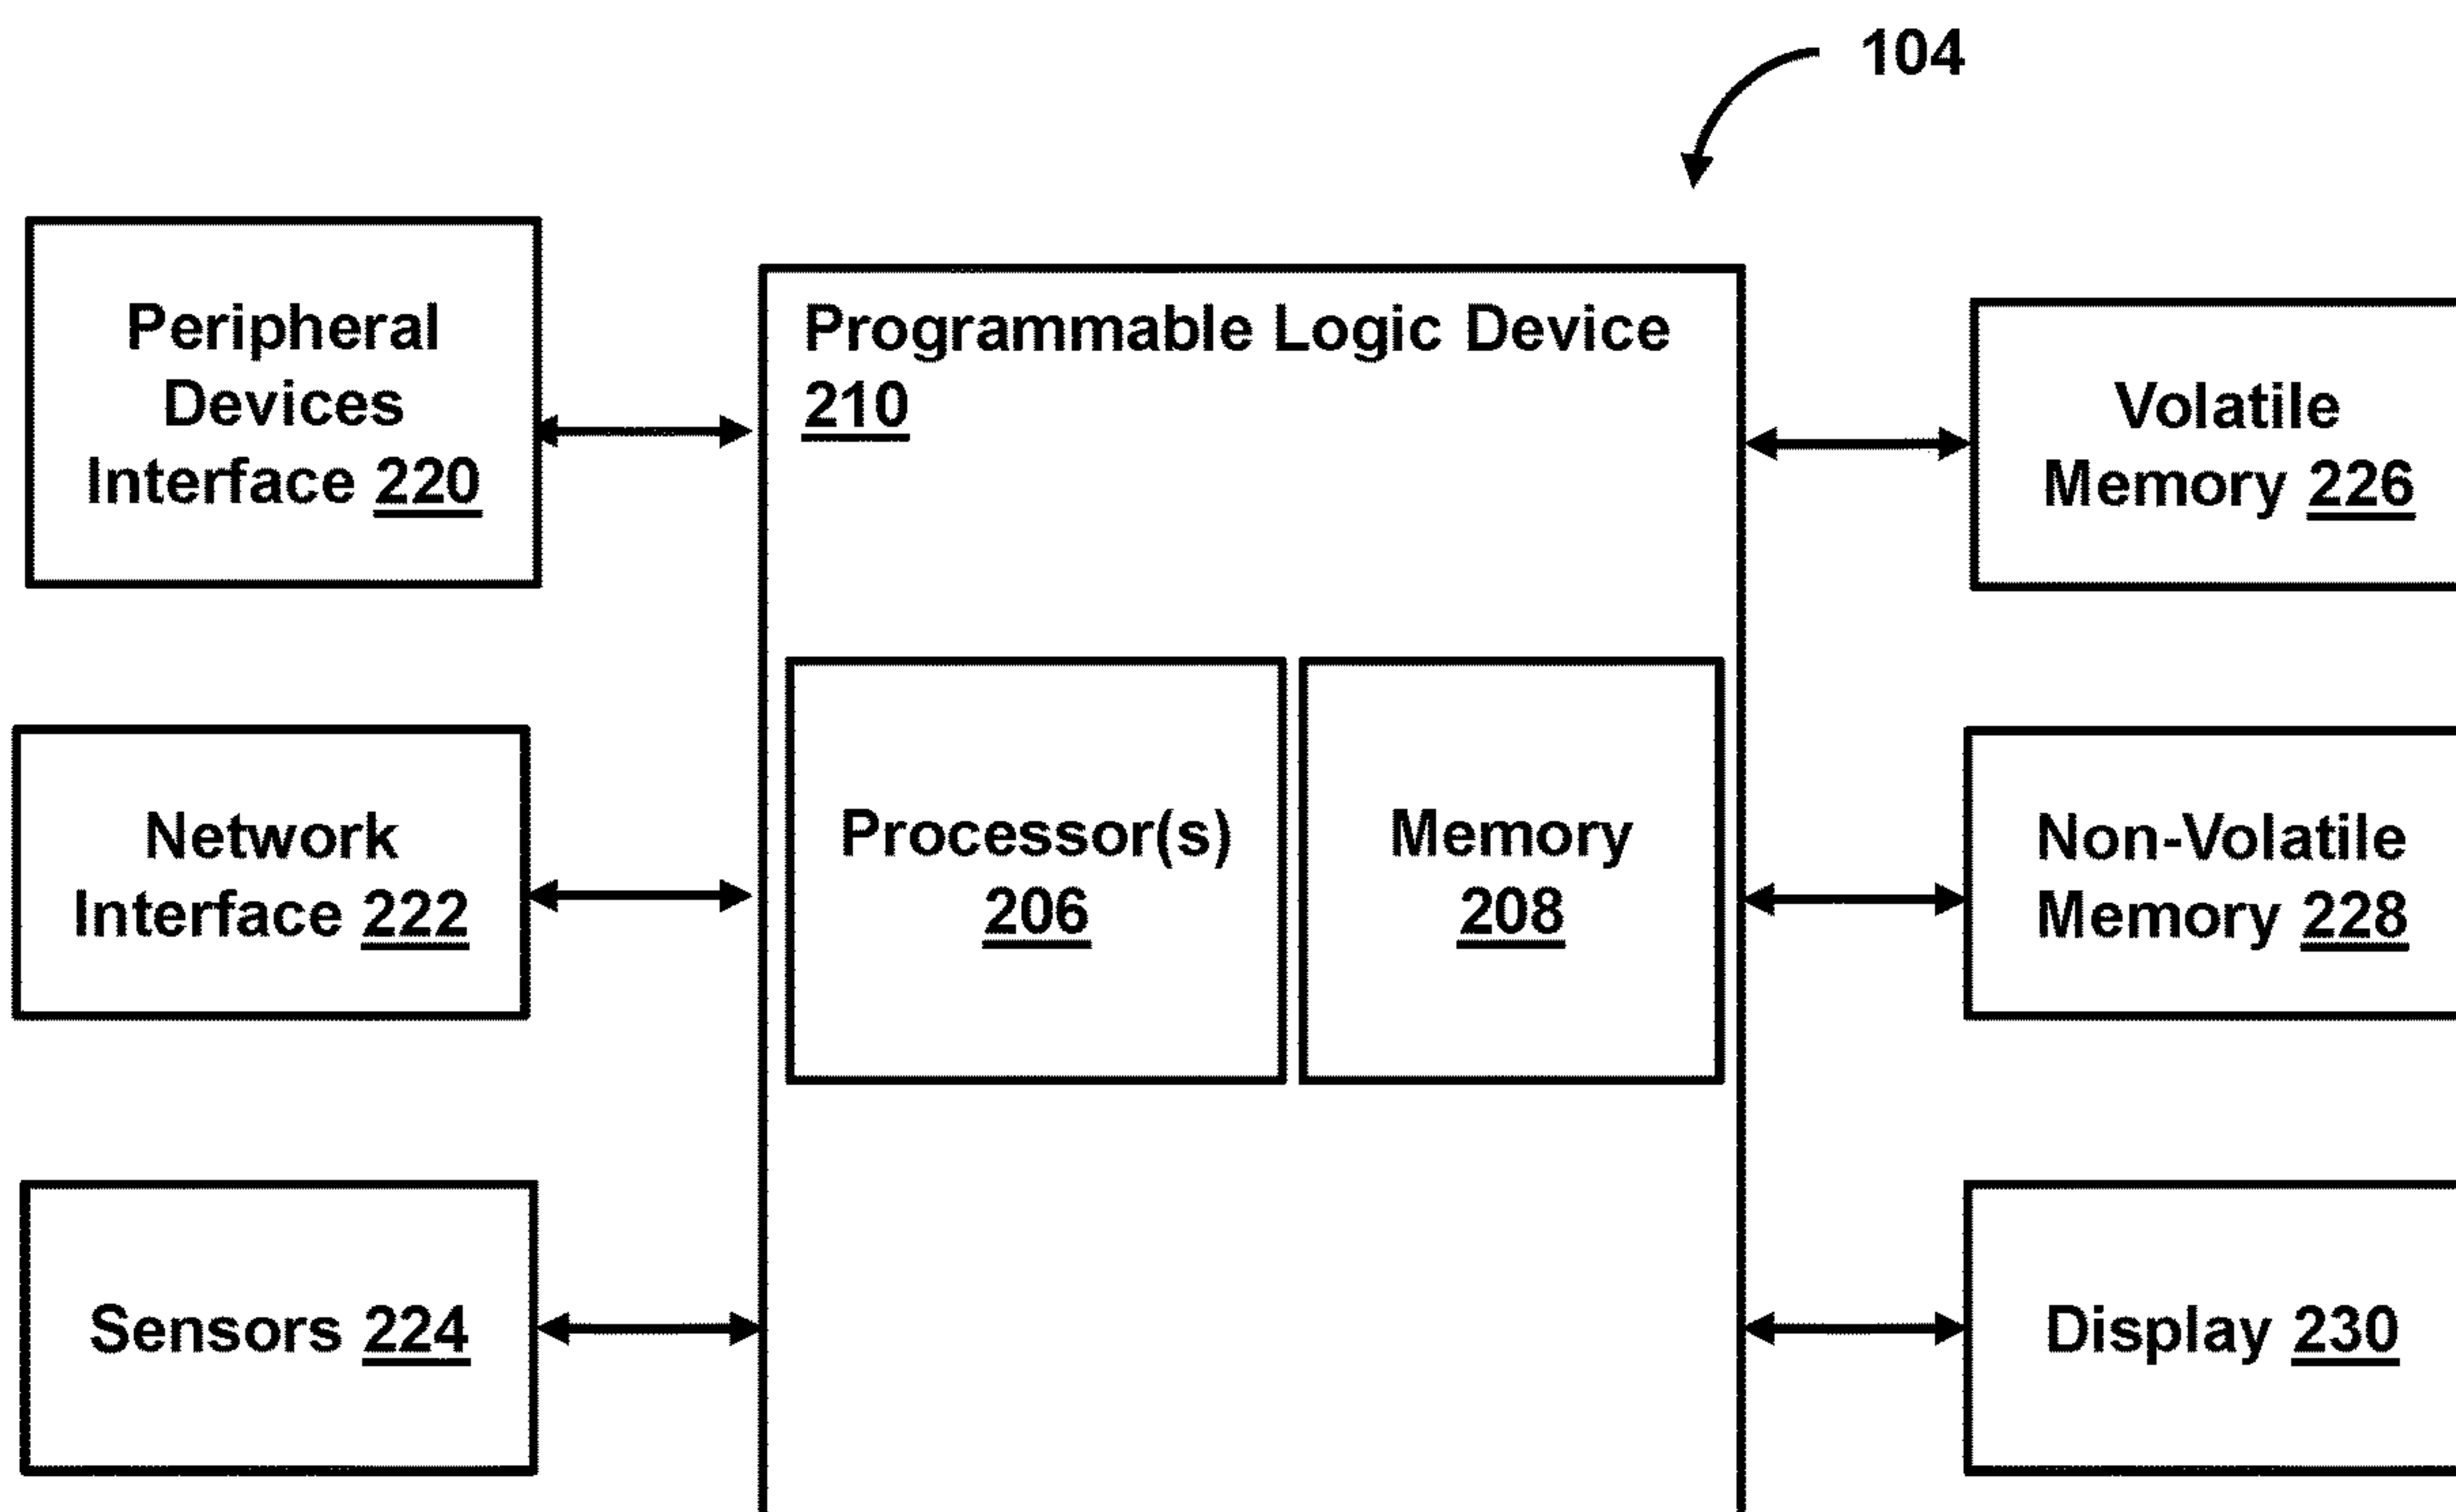 104
Peripheral
Devices
Interface 220
Programmable Logic Device
210
Volatile
Memory 226
Network
Interface 222
Processor(s)
206
Memory
208
Non-Volatile
Memory 228
Sensors 224
Display 230